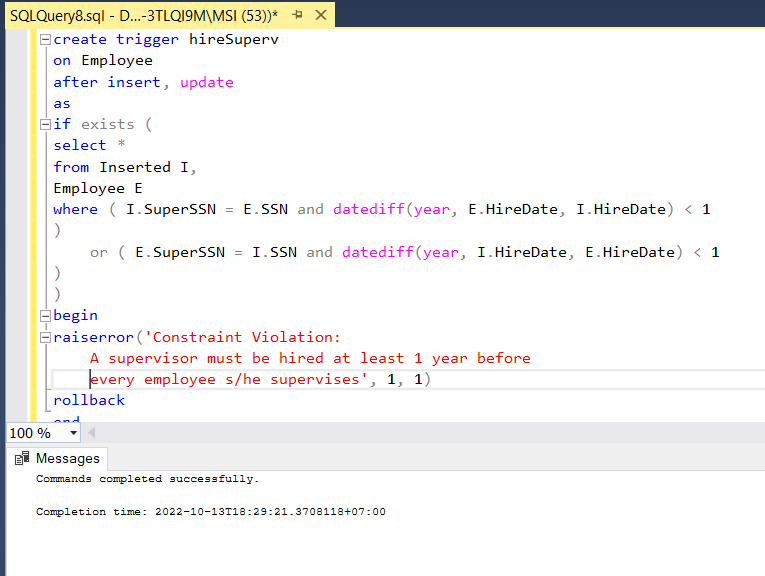 SQLQuery8.sql - D...-3TLQI9M\MSI (53))*
create trigger hireSuperv
on Employee
after insert, update
as
if exists (
select *
from Inserted I,
Employee E
where ( I.SuperSSN = E.SSN and datediff(year, E.HireDate, I.HireDate) < 1
)
or ( E.SuperSSN = I.SSN and datediff(year, I.HireDate, E.HireDate) < 1
)
)
begin
raiserror('Constraint Violation:
A supervisor must be hired at least 1 year before
every employee s/he supervises', 1, 1)
rollback
end
100 %
Messages
Commands completed successfully.
Completion time: 2022-10-13T18:29:21.3708118+07:00